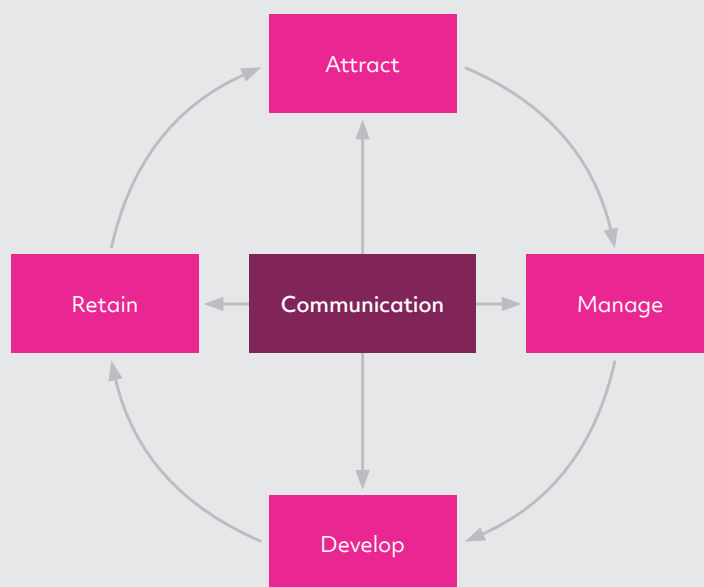 Attract
Retain
Communication
Manage
Develop